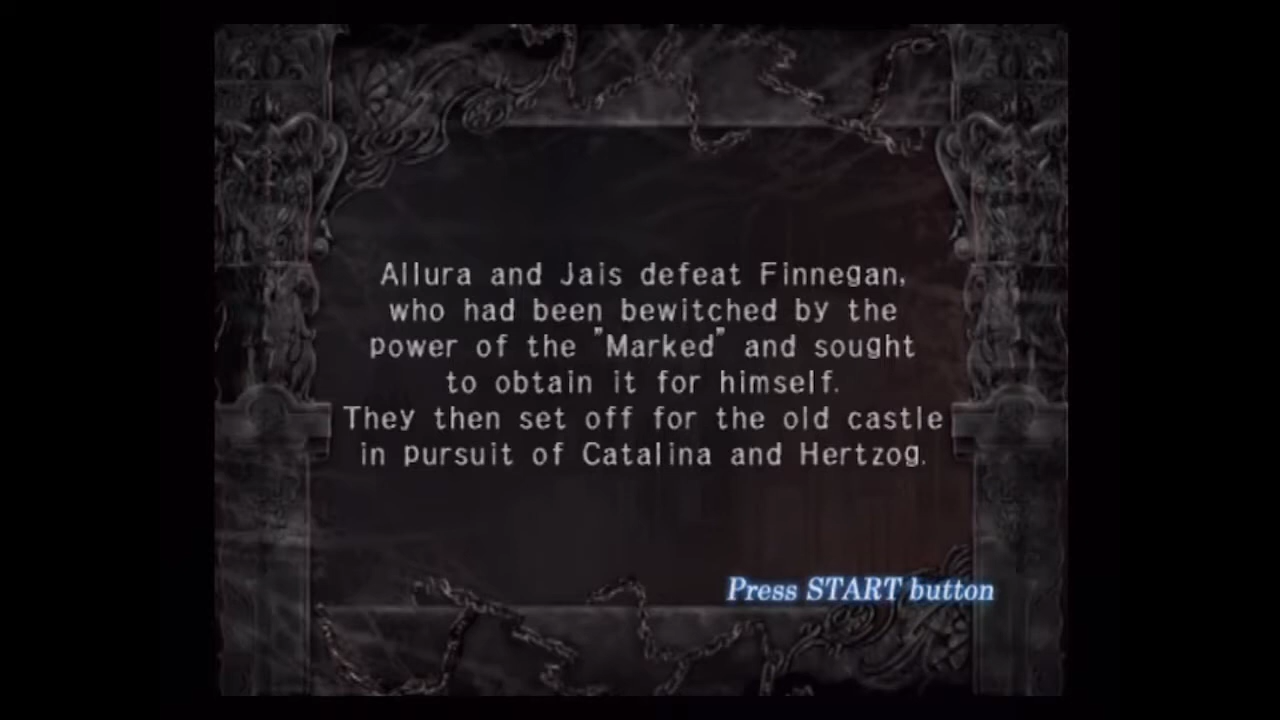 Allura and Jais defeat Finnegan,
who had been bewitched by the
power of the "Marked" and sought
to obtain it for himself.
They then set off for the old castle
in pursuit of Catalina and Hertzog.
Press START button